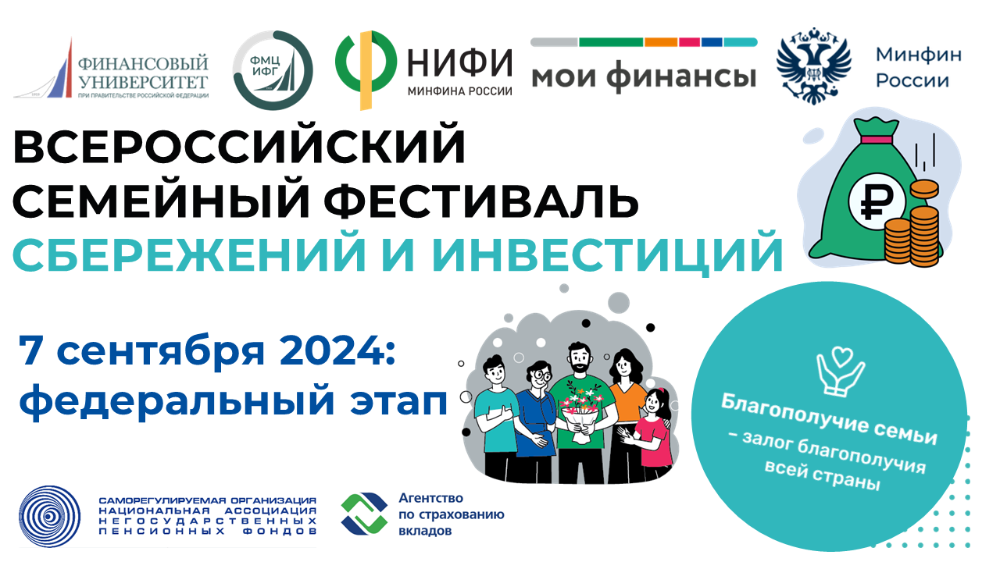 ФИНАНСОВЫЙ
УНИВЕРСИТЕТ
ПРИ ПРАВИТЕЛЬСТВЕ РОССИЙСКОЙ ФЕДЕРАЦИИ
ФМЦ
ИФГ
НИФИ
МИНФИНА РОССИИ
мои финансы
Минфин
России
ВСЕРОССИЙСКИЙ
СЕМЕЙНЫЙ ФЕСТИВАЛЬ
СБЕРЕЖЕНИЙ И ИНВЕСТИЦИЙ
₽
7 сентября 2024:
федеральный этап
Благополучие семьи
– залог благополучия
всей страны
САМОРЕГУЛИРУЕМАЯ ОРГАНИЗАЦИЯ
НАЦИОНАЛЬНАЯ АССОЦИАЦИЯ
НЕГОСУДАРСТВЕННЫХ
ПЕНСИОННЫХ ФОНДОВ
Агентство
по страхованию
вкладов